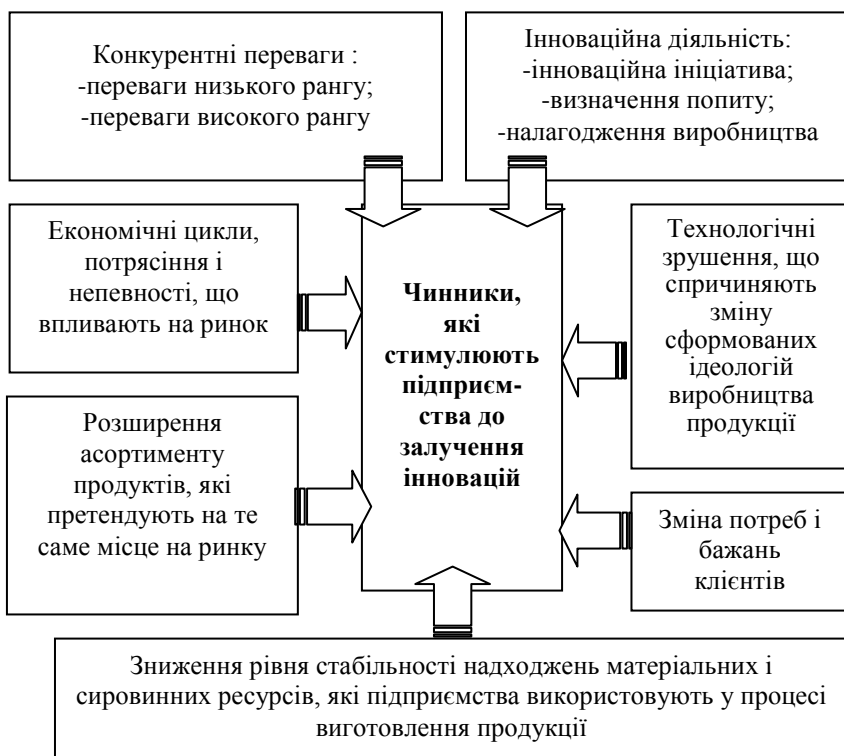 Конкурентні переваги :
-переваги низького рангу;
-переваги високого рангу
Інноваційна діяльність:
-інноваційна ініціатива;
-визначення попиту;
-налагодження виробництва
Економічні цикли,
потрясіння і
непевності, що
впливають на ринок
Чинники,
які
стимулюють
підприєм-
ства до
залучення
інновацій
Технологічні
зрушення, що
спричиняють
зміну
сформованих
ідеологій
виробництва
продукції
Розширення
асортименту
продуктів, які
претендують на те
саме місце на ринку
Зміна потреб і
бажань
клієнтів
Зниження рівня стабільності надходжень матеріальних і
сировинних ресурсів, які підприємства використовують у процесі
виготовлення продукції